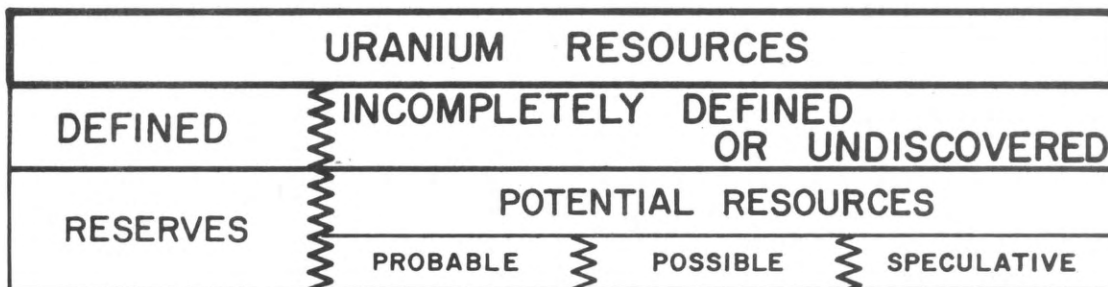 URANIUM RESOURCES
DEFINED
INCOMPLETELY DEFINED
OR UNDISCOVERED
RESERVES
POTENTIAL RESOURCES
PROBABLE
POSSIBLE
SPECULATIVE